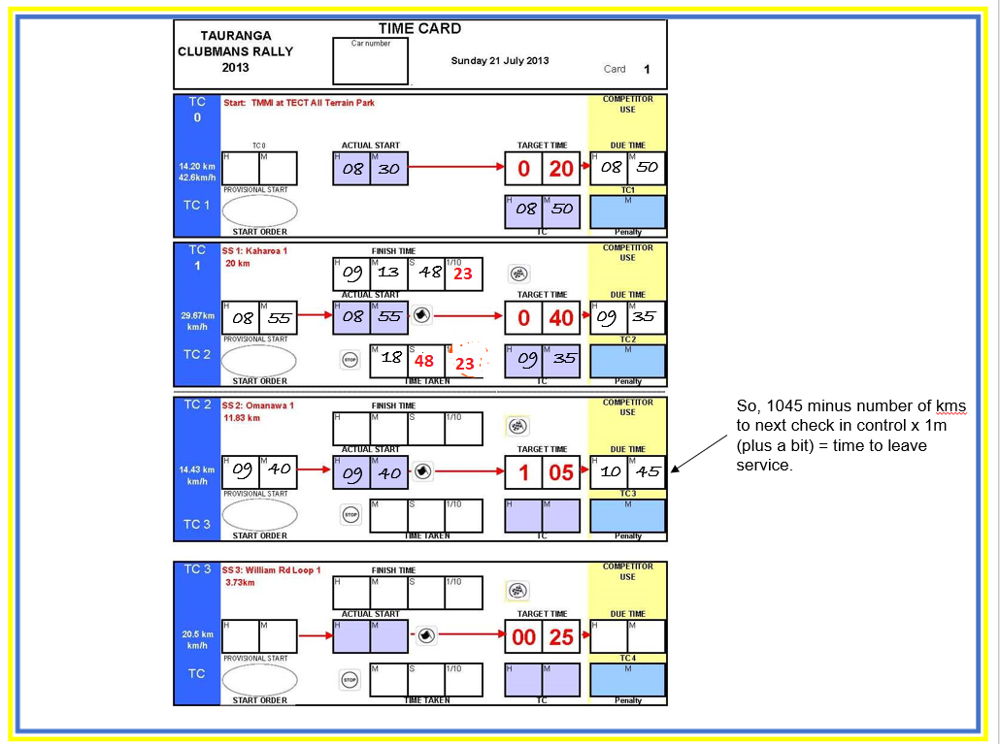 TAURANGA
CLUBMANS RALLY
2013
TIME CARD
Car number
Sunday 21 July 2013
Card 1
TC
0
Start: TMMI at TECT All Terrain Park
COMPETITOR
USE
TC 0
ACTUAL START
TARGET TIME
DUE TIME
14.20 km
42.6km/h
H M
H M
08 30
0 20
H M
08 50
PROVISIONAL START
TC1
TC 1
H M
08 50
M
START ORDER
TC
Penalty
TC
1
SS 1: Kaharoa 1
20 km
FINISH TIME
COMPETITOR
USE
H M S 1/10
09 13 48 23
ACTUAL START
TARGET TIME
DUE TIME
29.67km
km/h
H M
08 55
H M
08 55
0 40
H M
09 35
PROVISIONAL START
TC2
TC 2
STOP
M S
18 48 23
H M
09 35
M
START ORDER
TIME TAKEN
TC
Penalty
TC 2
SS 2: Omanawa 1
11.83 km
FINISH TIME
COMPETITOR
USE
H M S 1/10
ACTUAL START
TARGET TIME
DUE TIME
14.43 km
km/h
H M
09 40
H M
09 40
1 05
H M
10 45
PROVISIONAL START
TC3
TC 3
STOP
M S 1/10
H M
M
START ORDER
TIME TAKEN
TC
Penalty
So, 1045 minus number of kms
to next check in control x 1m
(plus a bit) = time to leave
service.
TC 3
SS 3: William Rd Loop 1
3.73km
FINISH TIME
COMPETITOR
USE
H M S 1/10
ACTUAL START
TARGET TIME
DUE TIME
20.5 km
km/h
H M
H M
00 25
H M
PROVISIONAL START
TC4
TC
STOP
M S 1/10
H M
M
START ORDER
TIME TAKEN
TC
Penalty